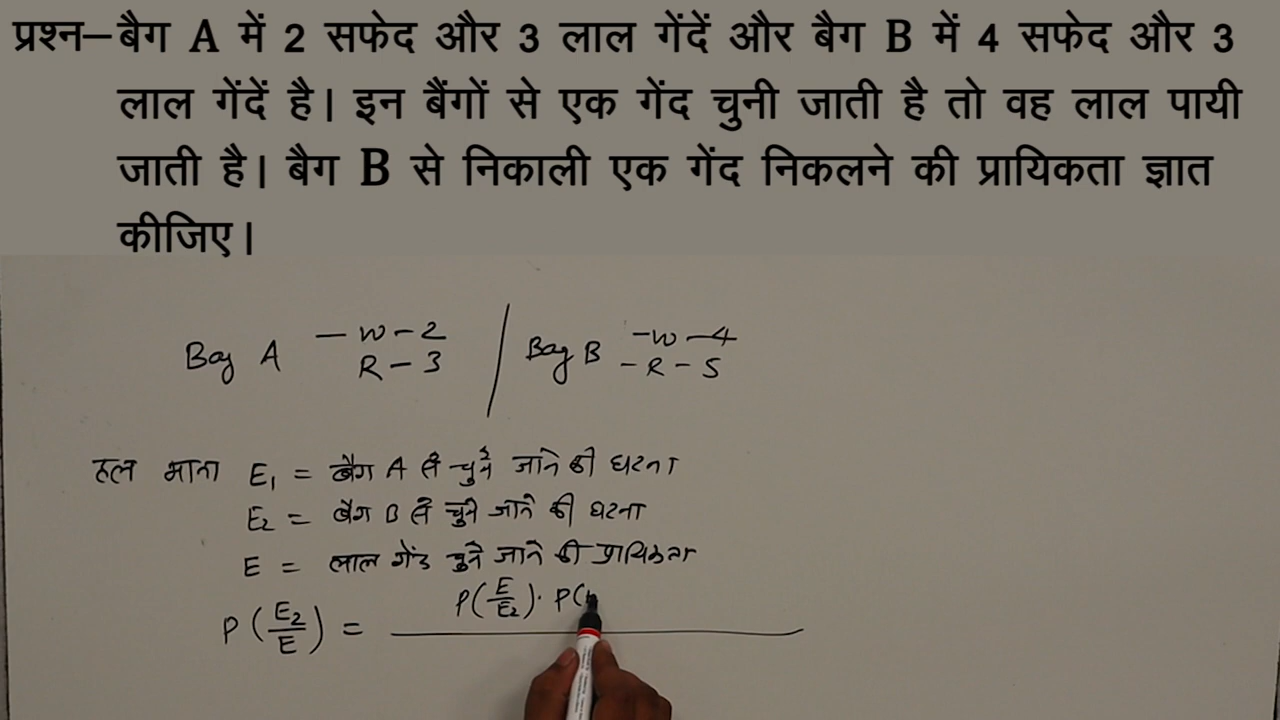 प्रश्न–बैग A में 2 सफेद और 3 लाल गेंदें और बैग B में 4 सफेद और 3
लाल गेंदें है। इन बैंगों से एक गेंद चुनी जाती है तो वह लाल पायी
जाती है। बैग B से निकाली एक गेंद निकलने की प्रायिकता ज्ञात
कीजिए।
Bag A – W – 2 Bag B – W – 4
R – 3 – R – 5
हल माना E₁ = बैग A से चुने जाने की घटना
E₂ = बैग B से चुने जाने की घटना
E = लाल गेंद चुने जाने की प्रायिकता
P(E/E₂) · P(
P(E₂/E) =